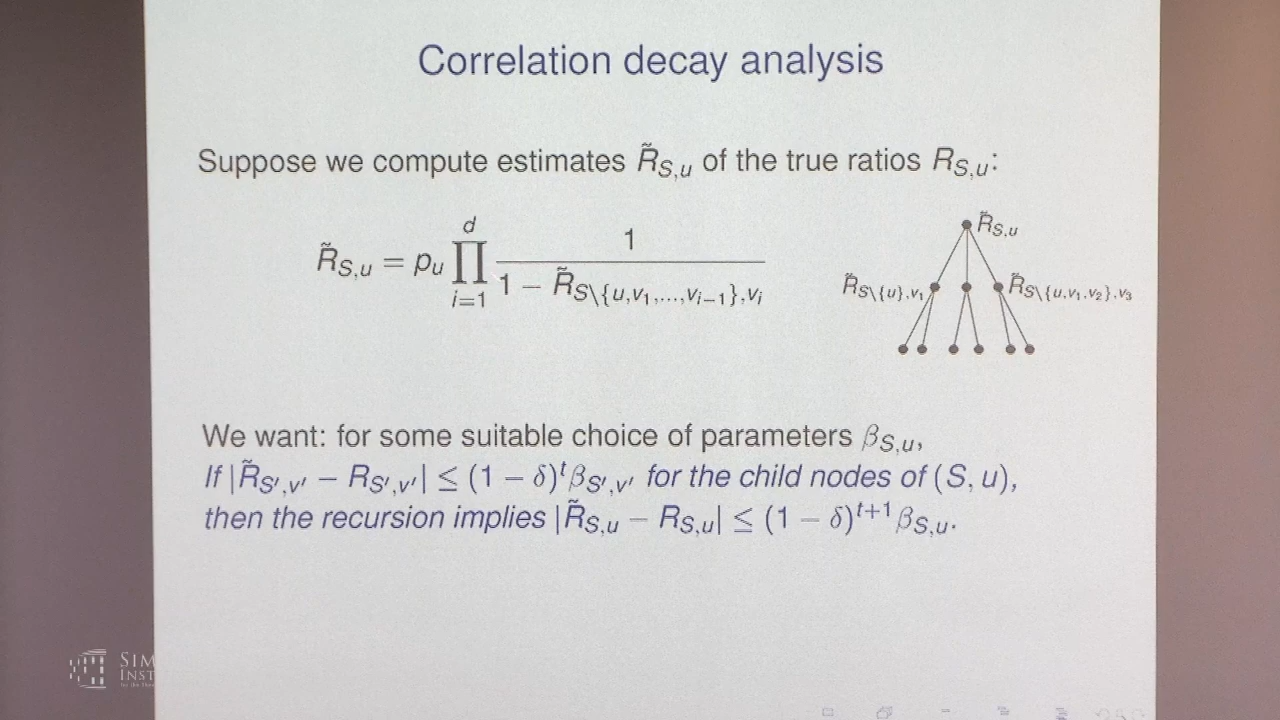 Correlation decay analysis
Suppose we compute estimates R̃_{S,u} of the true ratios R_{S,u}:
R̃_{S,u} = p_u ∏_{i=1}^{d} 1 / (1 − R̃_{S\{u,v_1,...,v_{i−1}},v_i})
R̃_{S,u}
R̃_{S\{u},v_1}
R̃_{S\{u,v_1,v_2},v_3}
We want: for some suitable choice of parameters β_{S,u},
If |R̃_{S',v'} − R_{S',v'}| ≤ (1 − δ)^t β_{S',v'} for the child nodes of (S, u),
then the recursion implies |R̃_{S,u} − R_{S,u}| ≤ (1 − δ)^{t+1} β_{S,u}.
SIM
INST